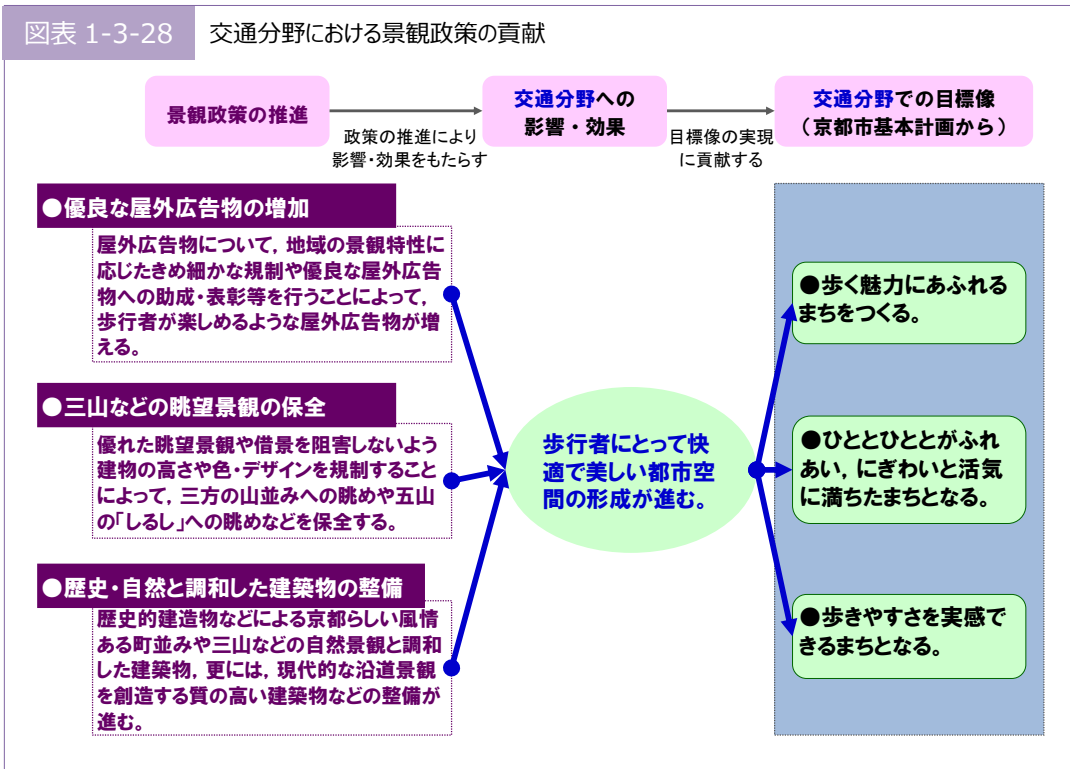 図表 1-3-28
交通分野における景観政策の貢献
景観政策の推進
政策の推進により
影響・効果をもたらす
交通分野への
影響・効果
目標像の実現
に貢献する
交通分野での目標像
（京都市基本計画から）
●優良な屋外広告物の増加
屋外広告物について，地域の景観特性に
応じたきめ細かな規制や優良な屋外広告
物への助成・表彰等を行うことによって，
歩行者が楽しめるような屋外広告物が増
える。
●三山などの眺望景観の保全
優れた眺望景観や借景を阻害しないよう
建物の高さや色・デザインを規制すること
によって，三方の山並みへの眺めや五山
の「しるし」への眺めなどを保全する。
●歴史・自然と調和した建築物の整備
歴史的建造物などによる京都らしい風情
ある町並みや三山などの自然景観と調和
した建築物，更には，現代的な沿道景観
を創造する質の高い建築物などの整備が
進む。
歩行者にとって快
適で美しい都市空
間の形成が進む。
●歩く魅力にあふれる
まちをつくる。
●ひととひととがふれ
あい，にぎわいと活気
に満ちたまちとなる。
●歩きやすさを実感で
きるまちとなる。